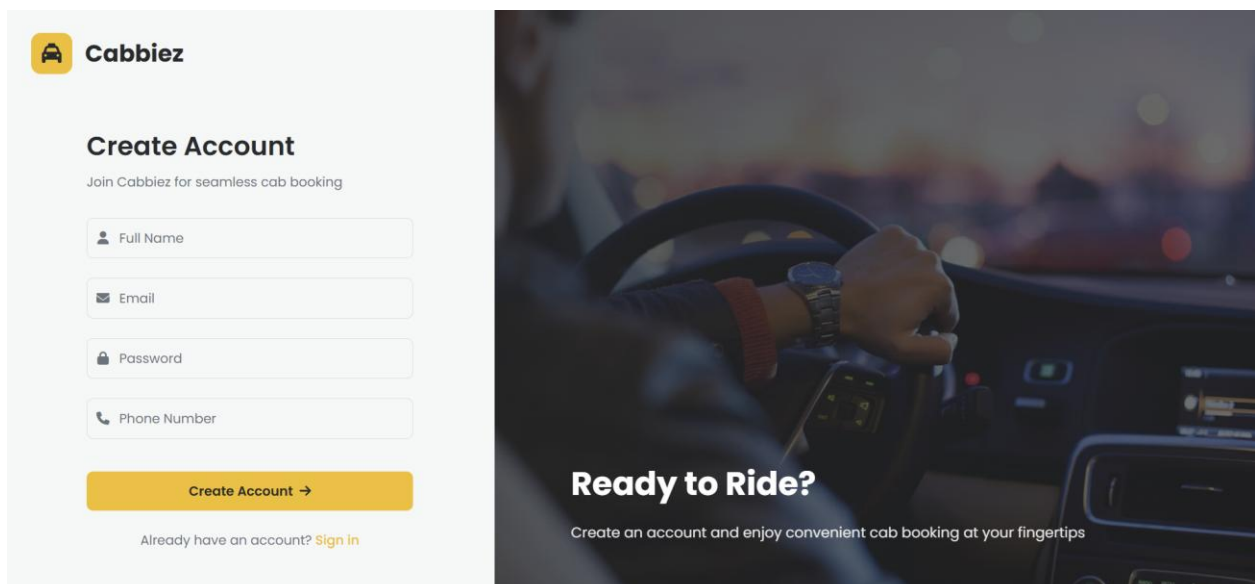 Cabbiez
Create Account
Join Cabbiez for seamless cab booking
Full Name
Email
Password
Phone Number
Create Account →
Already have an account? Sign in
Ready to Ride?
Create an account and enjoy convenient cab booking at your fingertips